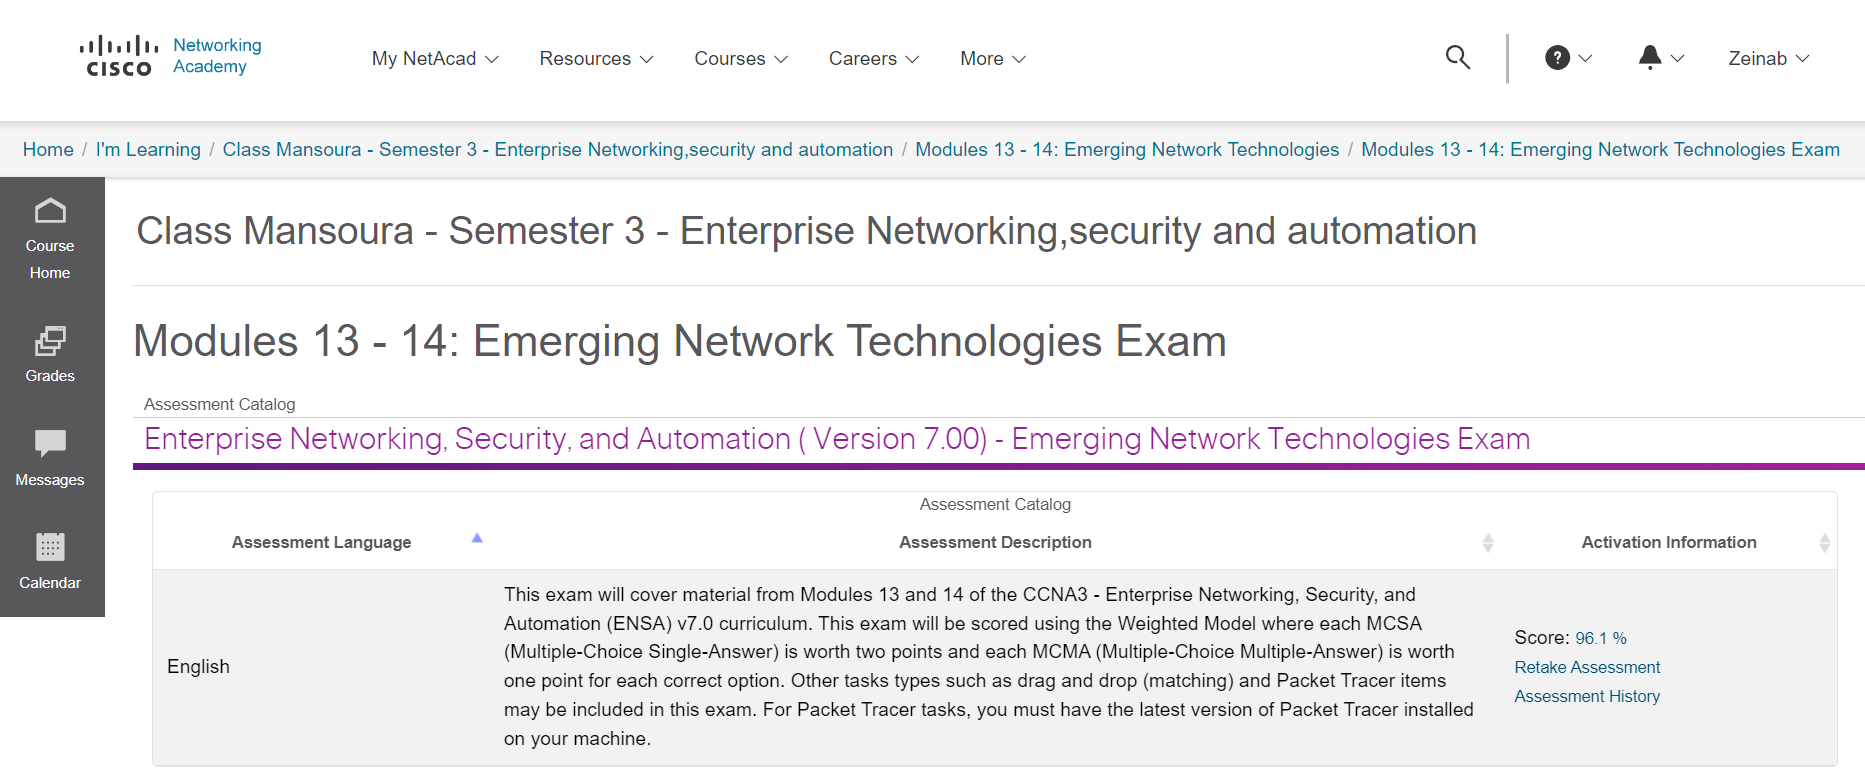 CISCO Networking Academy
My NetAcad
Resources
Courses
Careers
More
?
Zeinab
Home / I'm Learning / Class Mansoura - Semester 3 - Enterprise Networking,security and automation / Modules 13 - 14: Emerging Network Technologies / Modules 13 - 14: Emerging Network Technologies Exam
Course
Home
Grades
Messages
Calendar
Class Mansoura - Semester 3 - Enterprise Networking,security and automation
Modules 13 - 14: Emerging Network Technologies Exam
Assessment Catalog
Enterprise Networking, Security, and Automation ( Version 7.00) - Emerging Network Technologies Exam
Assessment Catalog
Assessment Language
Assessment Description
Activation Information
English
This exam will cover material from Modules 13 and 14 of the CCNA3 - Enterprise Networking, Security, and
Automation (ENSA) v7.0 curriculum. This exam will be scored using the Weighted Model where each MCSA
(Multiple-Choice Single-Answer) is worth two points and each MCMA (Multiple-Choice Multiple-Answer) is worth
one point for each correct option. Other tasks types such as drag and drop (matching) and Packet Tracer items
may be included in this exam. For Packet Tracer tasks, you must have the latest version of Packet Tracer installed
on your machine.
Score: 96.1 %
Retake Assessment
Assessment History